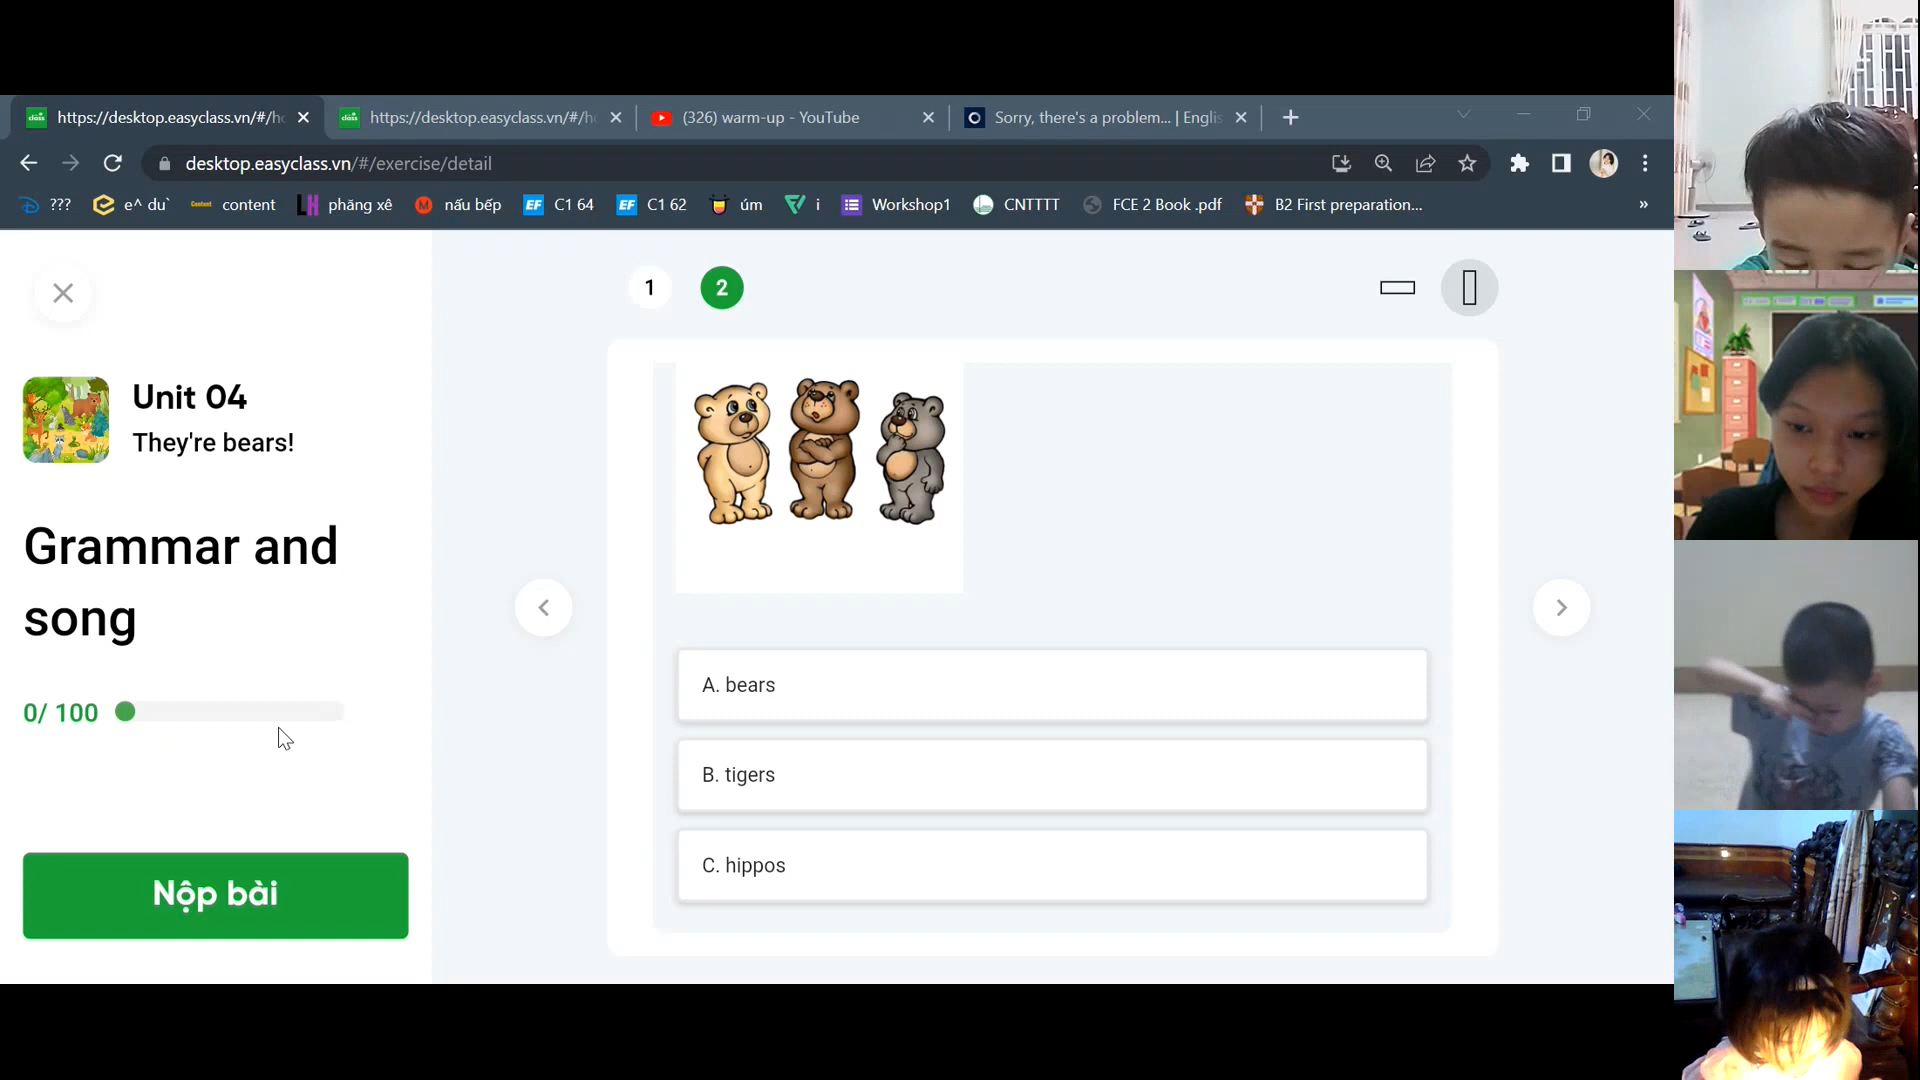 https://desktop.easyclass.vn/#/hc
https://desktop.easyclass.vn/#/h
(326) warm-up - YouTube
Sorry, there's a problem... | Englis
desktop.easyclass.vn/#/exercise/detail
???
e^ du`
content
phăng xê
nấu bếp
EF C1 64
EF C1 62
úm
i
Workshop1
CNTTTT
FCE 2 Book .pdf
B2 First preparation...
»
1
2
Unit 04
They're bears!
Grammar and
song
0/ 100
Nộp bài
A. bears
B. tigers
C. hippos